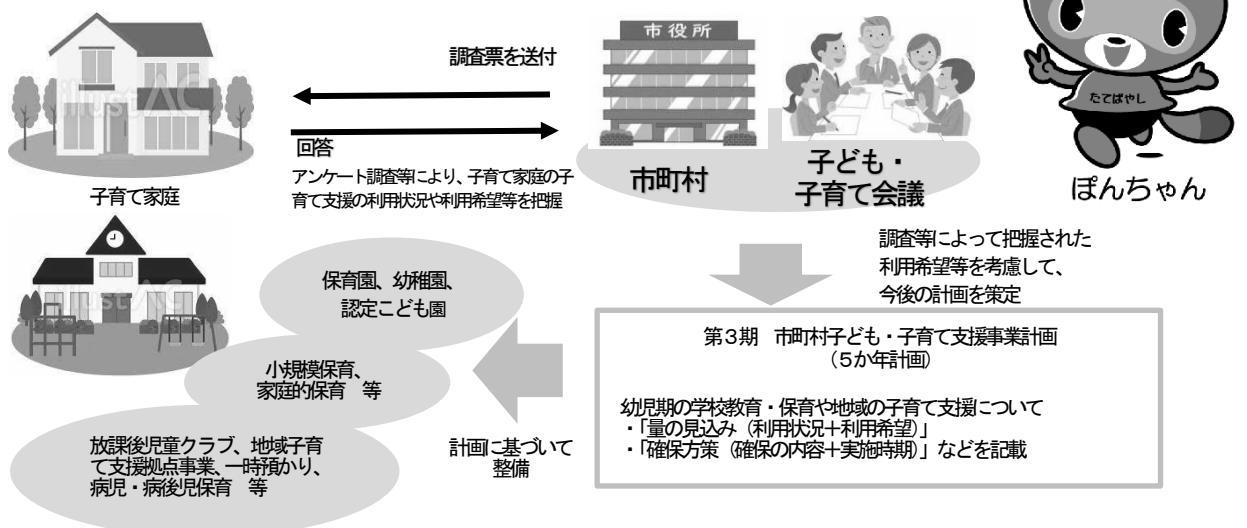 市役所
たてばやし
ぽんちゃん
調査票を送付
回答
アンケート調査等により、子育て家庭の子
育て支援の利用状況や利用希望等を把握
子育て家庭
市町村
子ども・
子育て会議
調査等によって把握された
利用希望等を考慮して、
今後の計画を策定
第３期　市町村子ども・子育て支援事業計画
（５か年計画）
幼児期の学校教育・保育や地域の子育て支援について
・「量の見込み（利用状況＋利用希望）」
・「確保方策（確保の内容＋実施時期）」などを記載
計画に基づいて
整備
保育園、幼稚園、
認定こども園
小規模保育、
家庭的保育　等
放課後児童クラブ、地域子育
て支援拠点事業、一時預かり、
病児・病後児保育　等